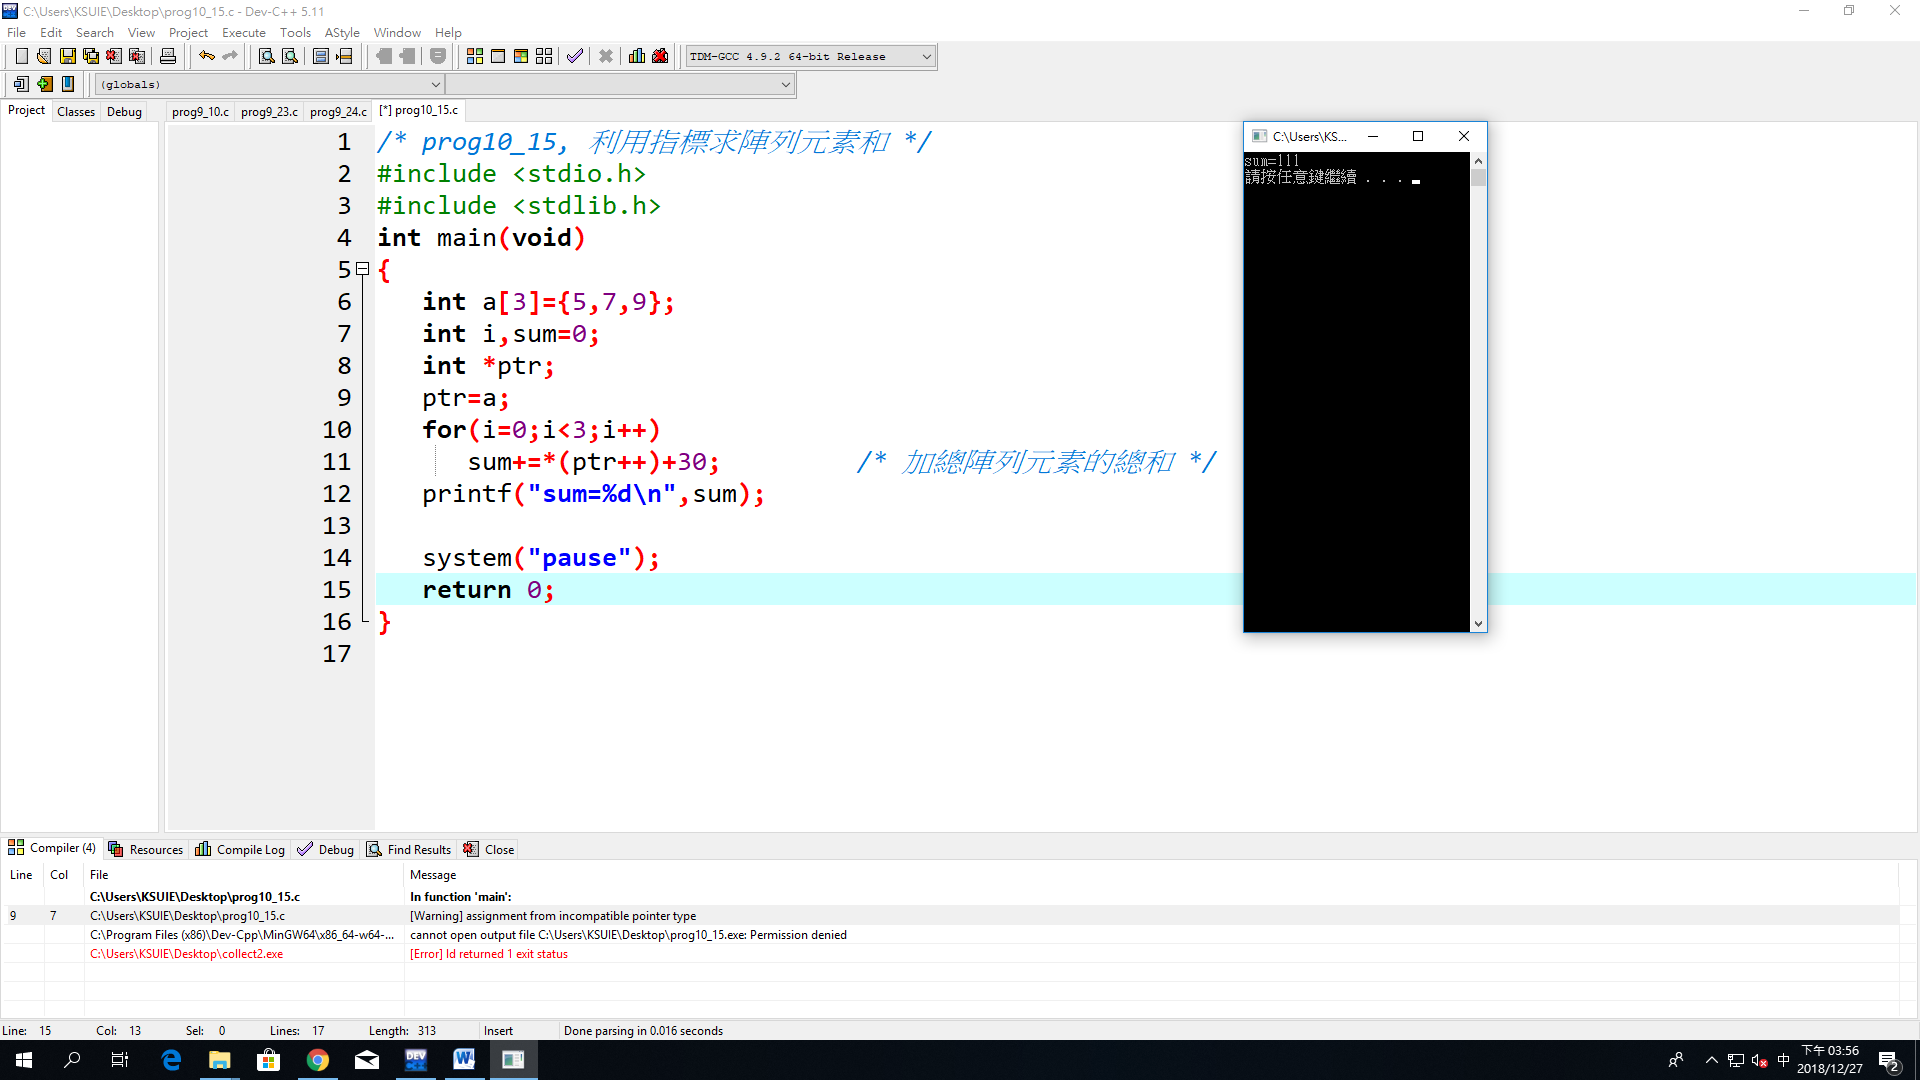 C:\Users\KSUIE\Desktop\prog10_15.c - Dev-C++ 5.11
File Edit Search View Project Execute Tools AStyle Window Help
TDM-GCC 4.9.2 64-bit Release
(globals)
Project Classes Debug
prog9_10.c prog9_23.c prog9_24.c [*] prog10_15.c
1 /* prog10_15, 利用指標求陣列元素和 */
2 #include <stdio.h>
3 #include <stdlib.h>
4 int main(void)
5 {
6 int a[3]={5,7,9};
7 int i,sum=0;
8 int *ptr;
9 ptr=a;
10 for(i=0;i<3;i++)
11 sum+=*(ptr++)+30; /* 加總陣列元素的總和 */
12 printf("sum=%d\n",sum);
13
14 system("pause");
15 return 0;
16 }
17
C:\Users\KS...
sum=111
請按任意鍵繼續 . . .
Compiler (4) Resources Compile Log Debug Find Results Close
Line Col File Message
C:\Users\KSUIE\Desktop\prog10_15.c In function 'main':
9 7 C:\Users\KSUIE\Desktop\prog10_15.c [Warning] assignment from incompatible pointer type
C:\Program Files (x86)\Dev-Cpp\MinGW64\x86_64-w64-... cannot open output file C:\Users\KSUIE\Desktop\prog10_15.exe: Permission denied
C:\Users\KSUIE\Desktop\collect2.exe [Error] ld returned 1 exit status
Line: 15 Col: 13 Sel: 0 Lines: 17 Length: 313 Insert Done parsing in 0.016 seconds
DEV
中
下午 03:56
2018/12/27
2